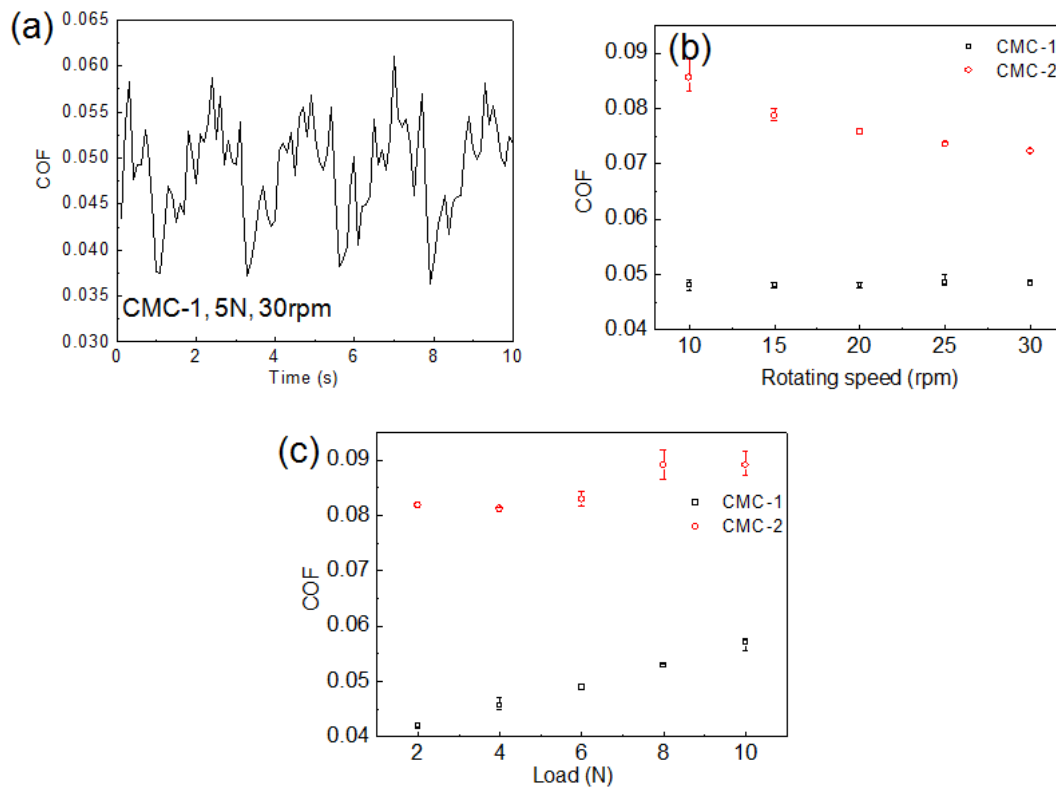 (a)
0.065
0.060
0.055
0.050
0.045
0.040
0.035
0.030
COF
CMC-1, 5N, 30rpm
0 2 4 6 8 10
Time (s)
(b)
CMC-1
CMC-2
0.09
0.08
0.07
0.06
0.05
0.04
COF
10 15 20 25 30
Rotating speed (rpm)
(c)
CMC-1
CMC-2
0.09
0.08
0.07
0.06
0.05
0.04
COF
2 4 6 8 10
Load (N)